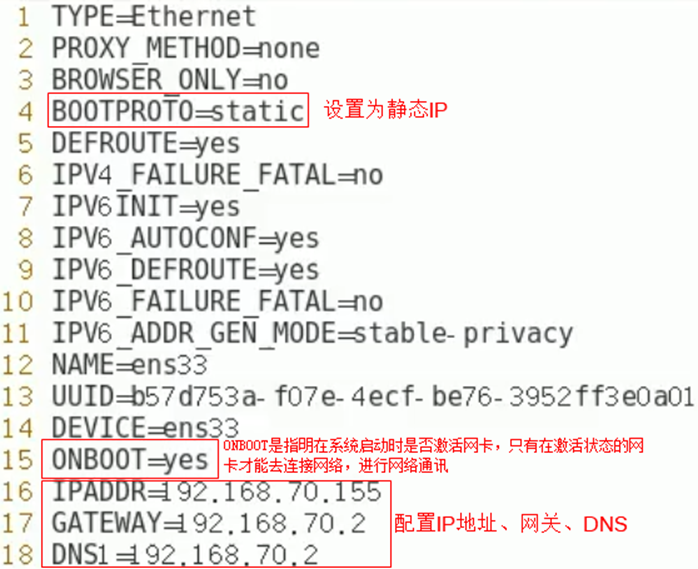 1 TYPE=Ethernet
2 PROXY_METHOD=none
3 BROWSER_ONLY=no
4 BOOTPROTO=static 设置为静态IP
5 DEFROUTE=yes
6 IPV4_FAILURE_FATAL=no
7 IPV6INIT=yes
8 IPV6_AUTOCONF=yes
9 IPV6_DEFROUTE=yes
10 IPV6_FAILURE_FATAL=no
11 IPV6_ADDR_GEN_MODE=stable-privacy
12 NAME=ens33
13 UUID=b57d753a-f07e-4ecf-be76-3952ff3e0a01
14 DEVICE=ens33
15 ONBOOT=yes
ONBOOT是指明在系统启动时是否激活网卡，只有在激活状态的网
卡才能去连接网络，进行网络通讯
16 IPADDR=192.168.70.155
17 GATEWAY=192.168.70.2 配置IP地址、网关、DNS
18 DNS1=192.168.70.2